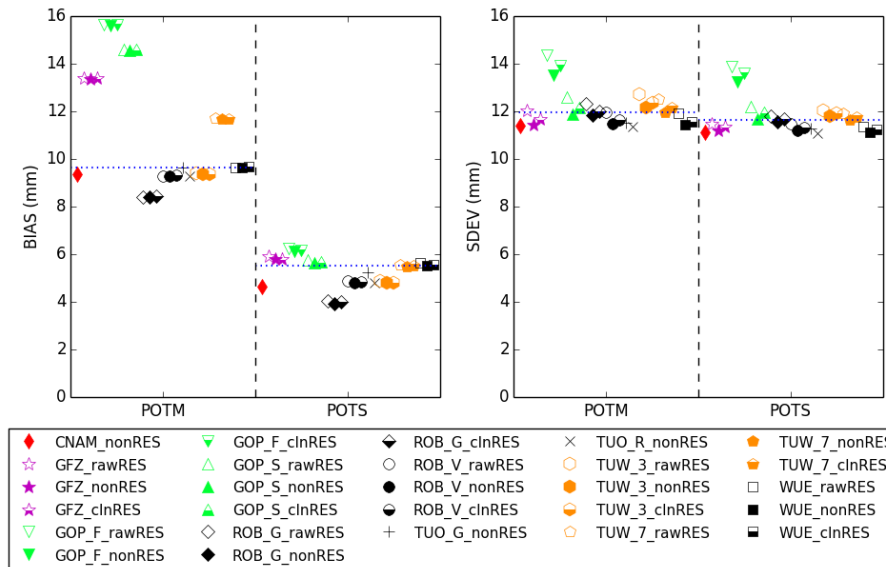 16
14
12
10
8
6
4
2
0
BIAS (mm)
POTM
POTS
16
14
12
10
8
6
4
2
0
SDEV (mm)
POTM
POTS
CNAM_nonRES
GFZ_rawRES
GFZ_nonRES
GFZ_clnRES
GOP_F_rawRES
GOP_F_nonRES
GOP_F_clnRES
GOP_S_rawRES
GOP_S_nonRES
GOP_S_clnRES
ROB_G_rawRES
ROB_G_nonRES
ROB_G_clnRES
ROB_V_rawRES
ROB_V_nonRES
ROB_V_clnRES
TUO_G_nonRES
TUO_R_nonRES
TUW_3_rawRES
TUW_3_nonRES
TUW_3_clnRES
TUW_7_rawRES
TUW_7_nonRES
TUW_7_clnRES
WUE_rawRES
WUE_nonRES
WUE_clnRES